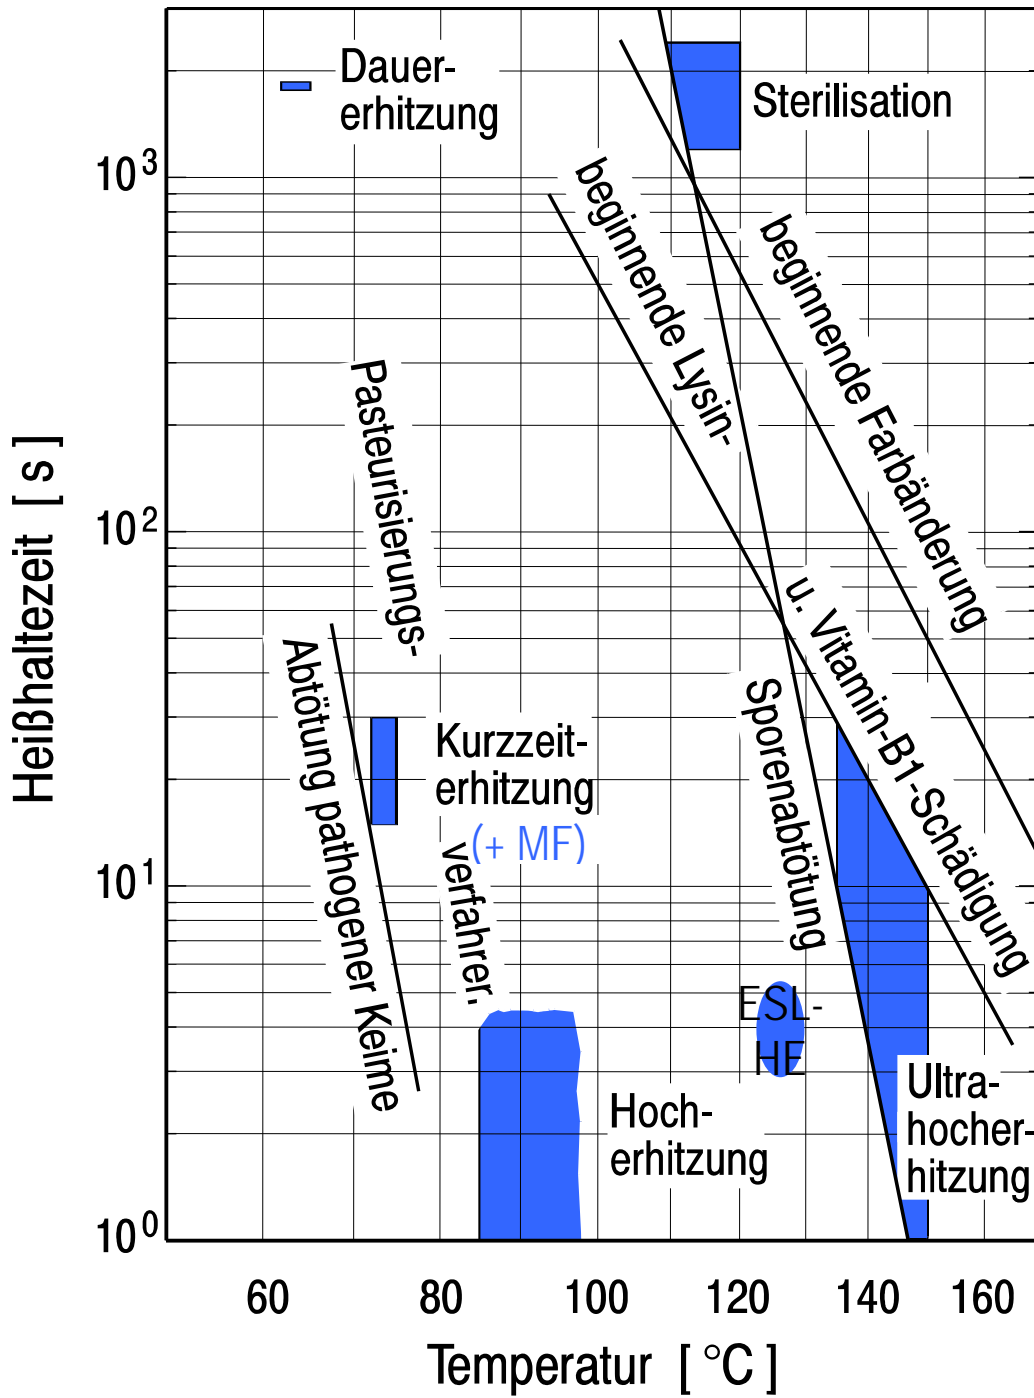 Dauer-
erhitzung
Sterilisation
10³
beginnende Lysin-
beginnende Farbänderung
Pasteurisierungs-
Heißhaltezeit [ s ]
10²
u. Vitamin-B1-Schädigung
Abtötung pathogener Keime
Sporenabtötung
Kurzzeit-
erhitzung
(+ MF)
verfahrer.
10¹
ESL-
HE
Hoch-
erhitzung
Ultra-
hocher-
hitzung
10⁰
60 80 100 120 140 160
Temperatur [ °C ]